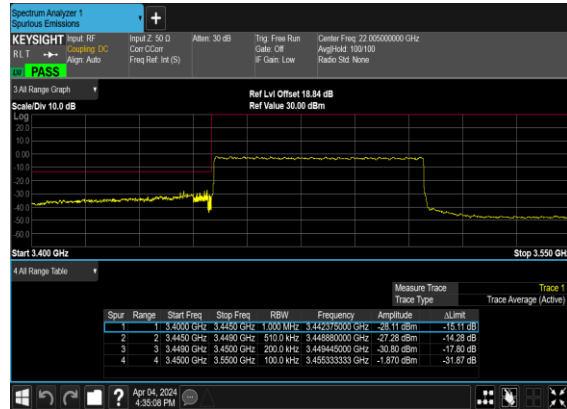 Spectrum Analyzer 1
Spurious Emissions
+
KEYSIGHT Input: RF Input Z: 50 Ω Atten: 30 dB Trig: Free Run Center Freq: 22.005000000 GHz
RLT Coupling: DC Corr CCorr Gate: Off Avg|Hold: 100/100
Align: Auto Freq Ref: Int (S) IF Gain: Low Radio Std: None
PASS
3 All Range Graph
Ref Lvl Offset 18.84 dB
Scale/Div 10.0 dB Ref Value 30.00 dBm
Log
20.0
10.0
0.00
-10.0
-20.0
-30.0
-40.0
-50.0
-60.0
Start 3.400 GHz Stop 3.550 GHz
4 All Range Table
Measure Trace Trace 1
Trace Type Trace Average (Active)
Spur Range Start Freq Stop Freq RBW Frequency Amplitude ΔLimit
1 1 3.4000 GHz 3.4450 GHz 1.000 MHz 3.442375000 GHz -28.11 dBm -15.11 dB
2 2 3.4450 GHz 3.4490 GHz 510.0 kHz 3.448880000 GHz -27.28 dBm -14.28 dB
3 3 3.4490 GHz 3.4500 GHz 200.0 kHz 3.449445000 GHz -30.80 dBm -17.80 dB
4 4 3.4500 GHz 3.5500 GHz 100.0 kHz 3.455333333 GHz -1.870 dBm -31.87 dB
? Apr 04, 2024
4:35:08 PM